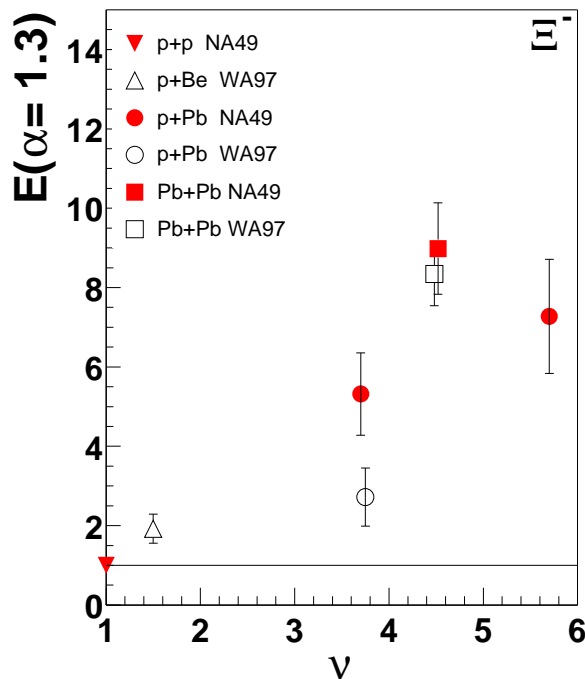 Ξ-
p+p NA49
p+Be WA97
p+Pb NA49
p+Pb WA97
Pb+Pb NA49
Pb+Pb WA97
E(α= 1.3)
14
12
10
8
6
4
2
0
1 2 3 4 5 6
ν